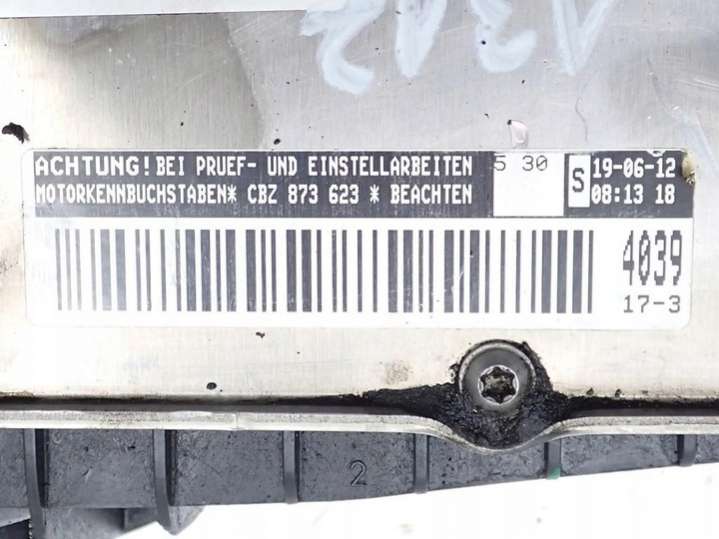 1313
ACHTUNG! BEI PRUEF- UND EINSTELLARBEITEN 5 30 S 19-06-12
MOTORKENNBUCHSTABEN* CBZ 873 623 * BEACHTEN 08:13 18
4039
17-3
2